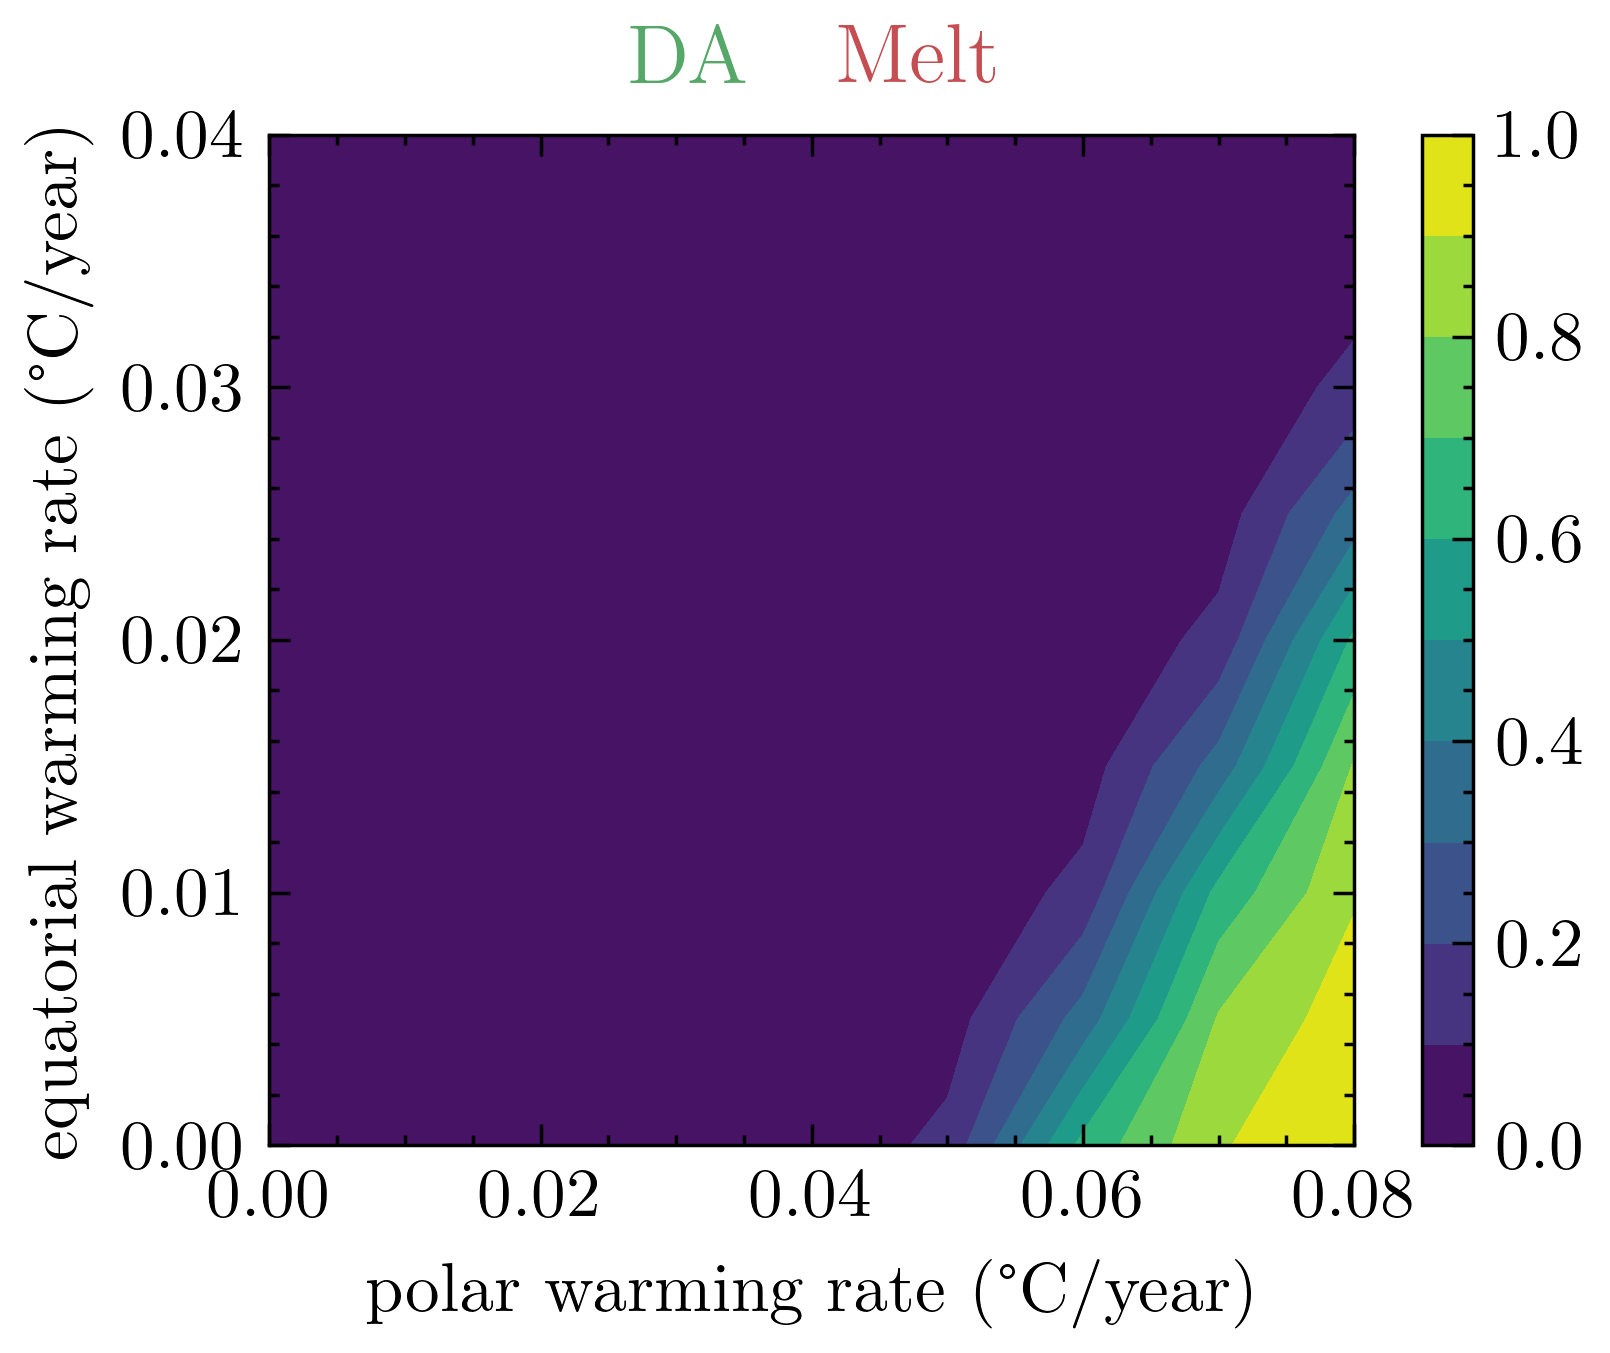 DA Melt
equatorial warming rate (°C/year)
0.04
0.03
0.02
0.01
0.00
0.00 0.02 0.04 0.06 0.08
polar warming rate (°C/year)
1.0
0.8
0.6
0.4
0.2
0.0